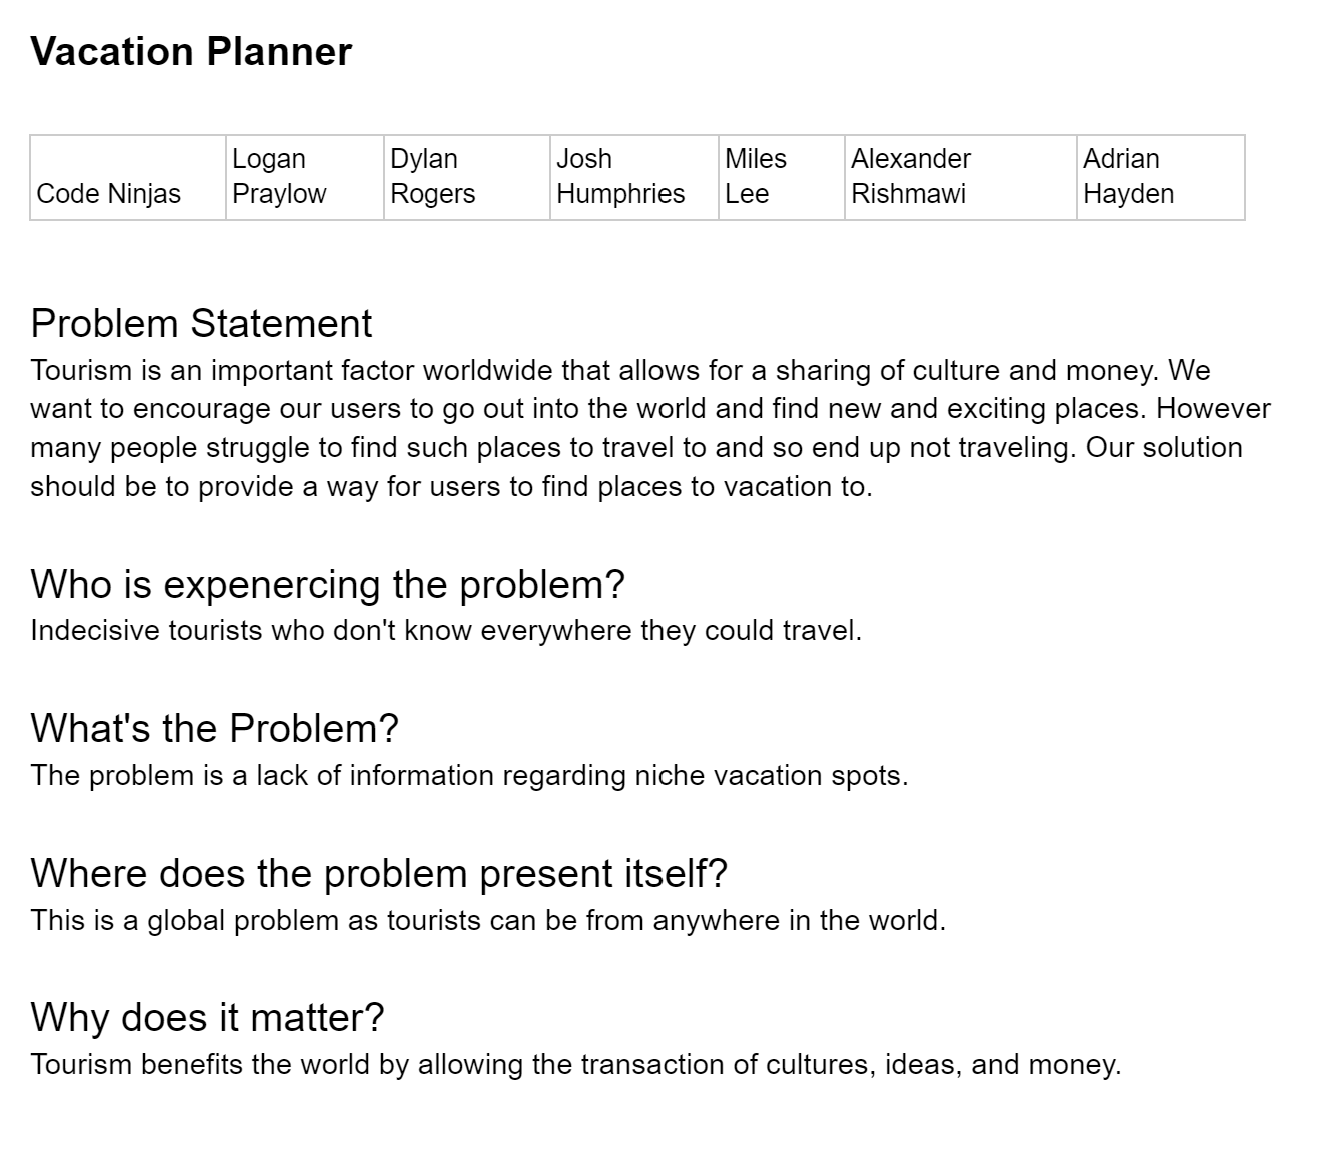 Vacation Planner
Code Ninjas
Logan
Praylow
Dylan
Rogers
Josh
Humphries
Miles
Lee
Alexander
Rishmawi
Adrian
Hayden
Problem Statement
Tourism is an important factor worldwide that allows for a sharing of culture and money. We
want to encourage our users to go out into the world and find new and exciting places. However
many people struggle to find such places to travel to and so end up not traveling. Our solution
should be to provide a way for users to find places to vacation to.
Who is expenercing the problem?
Indecisive tourists who don't know everywhere they could travel.
What's the Problem?
The problem is a lack of information regarding niche vacation spots.
Where does the problem present itself?
This is a global problem as tourists can be from anywhere in the world.
Why does it matter?
Tourism benefits the world by allowing the transaction of cultures, ideas, and money.